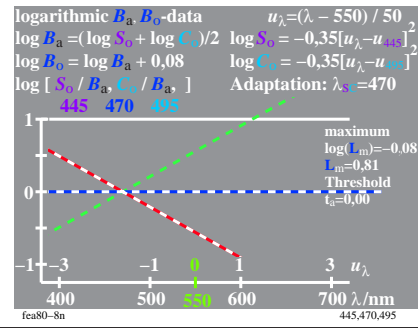 logarithmic Ba, Bo-data uλ=(λ − 550) / 50
log Ba=(log So + log Co)/2 log So = −0,35[uλ−u445]²
log Bo= log Ba + 0,08 log Co = −0,35[uλ−u495]²
log [ So / Ba, Co / Ba, ] Adaptation: λsr=470
445 470 495
1
maximum
log(Lm)=−0,08
Lm=0,81
Threshold
ta=0,00
0
−1 −3 −1 0 1 3 uλ
400 500 550 600 700 λ/nm
fea80−8n 445,470,495